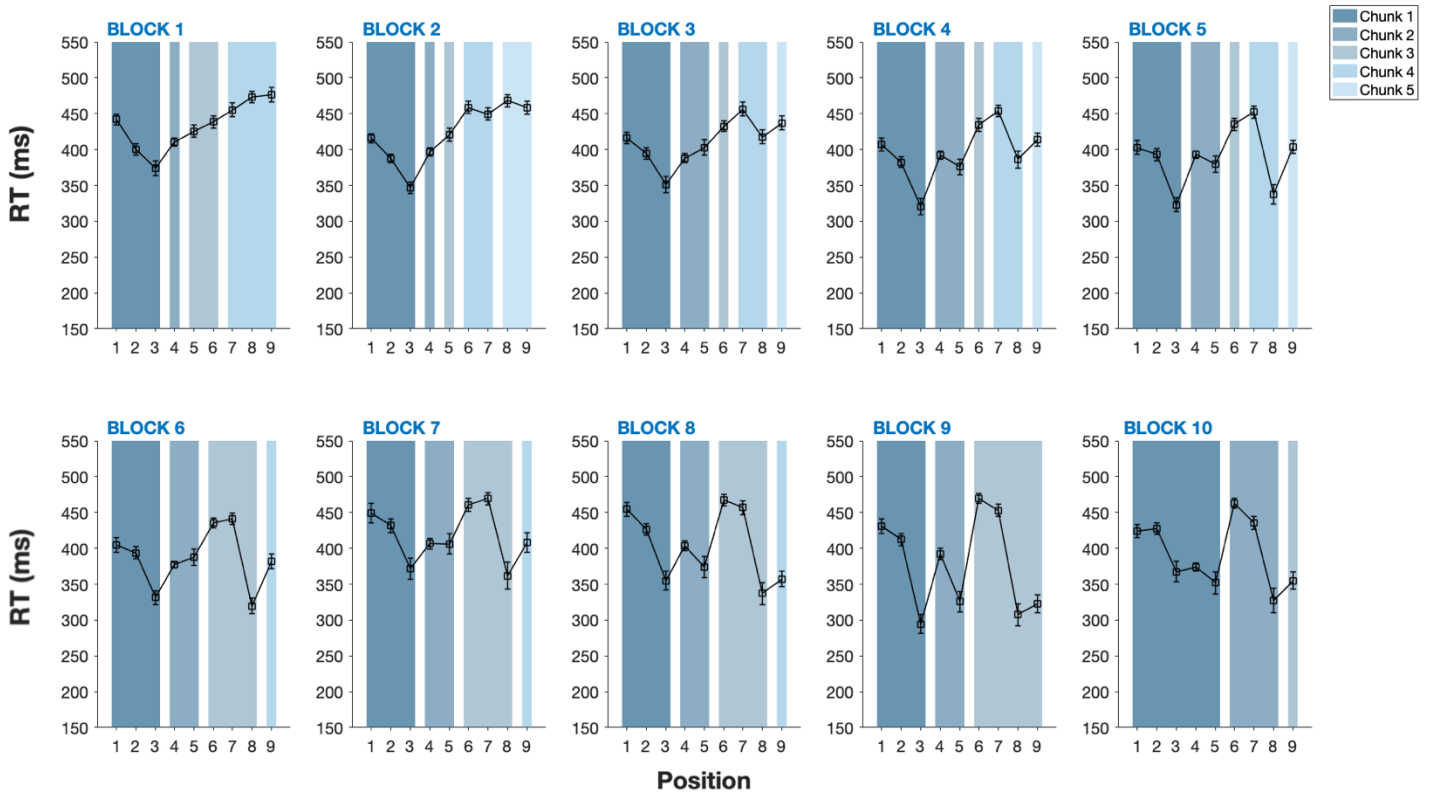 BLOCK 1 BLOCK 2 BLOCK 3 BLOCK 4 BLOCK 5
Chunk 1
Chunk 2
Chunk 3
Chunk 4
Chunk 5
RT (ms)
550 550 550 550 550
500 500 500 500 500
450 450 450 450 450
400 400 400 400 400
350 350 350 350 350
300 300 300 300 300
250 250 250 250 250
200 200 200 200 200
150 150 150 150 150
1 2 3 4 5 6 7 8 9 1 2 3 4 5 6 7 8 9 1 2 3 4 5 6 7 8 9 1 2 3 4 5 6 7 8 9 1 2 3 4 5 6 7 8 9
BLOCK 6 BLOCK 7 BLOCK 8 BLOCK 9 BLOCK 10
RT (ms)
550 550 550 550 550
500 500 500 500 500
450 450 450 450 450
400 400 400 400 400
350 350 350 350 350
300 300 300 300 300
250 250 250 250 250
200 200 200 200 200
150 150 150 150 150
1 2 3 4 5 6 7 8 9 1 2 3 4 5 6 7 8 9 1 2 3 4 5 6 7 8 9 1 2 3 4 5 6 7 8 9 1 2 3 4 5 6 7 8 9
Position